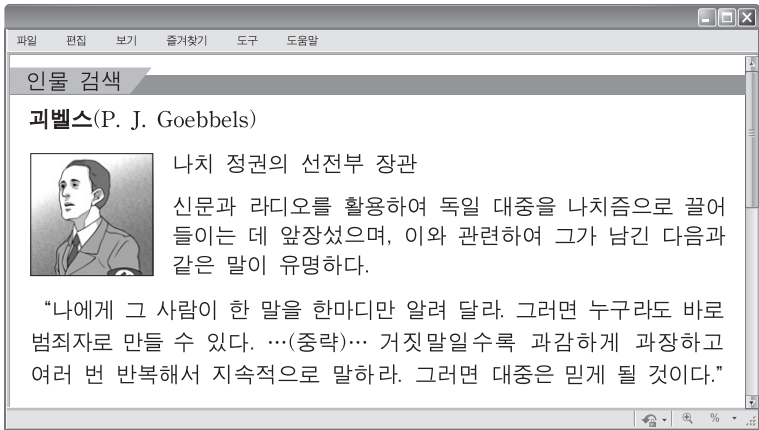 파일 편집 보기 즐겨찾기 도구 도움말
인물 검색
괴벨스(P. J. Goebbels)
나치 정권의 선전부 장관
신문과 라디오를 활용하여 독일 대중을 나치즘으로 끌어
들이는 데 앞장섰으며, 이와 관련하여 그가 남긴 다음과
같은 말이 유명하다.
“나에게 그 사람이 한 말을 한마디만 알려 달라. 그러면 누구라도 바로
범죄자로 만들 수 있다. …(중략)… 거짓말일수록 과감하게 과장하고
여러 번 반복해서 지속적으로 말하라. 그러면 대중은 믿게 될 것이다.”
%